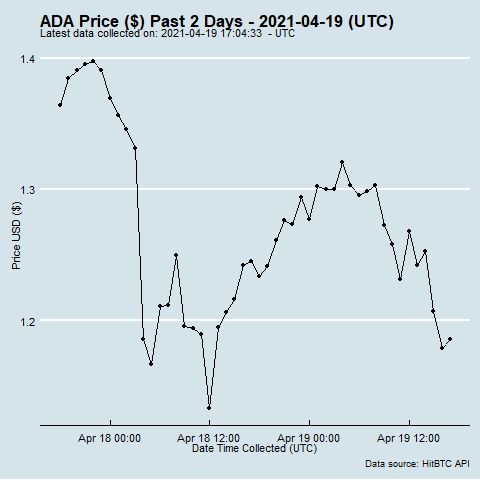 ADA Price ($) Past 2 Days - 2021-04-19 (UTC)
Latest data collected on: 2021-04-19 17:04:33  - UTC
1.4
1.3
1.2
Price USD ($)
Apr 18 00:00
Apr 18 12:00
Apr 19 00:00
Apr 19 12:00
Date Time Collected (UTC)
Data source: HitBTC API